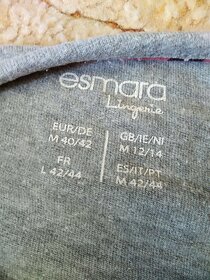 esmara
Lingerie
EUR/DE
M 40/42
GB/IE/NI
M 12/14
FR
L 42/44
ES/IT/PT
M 42/44